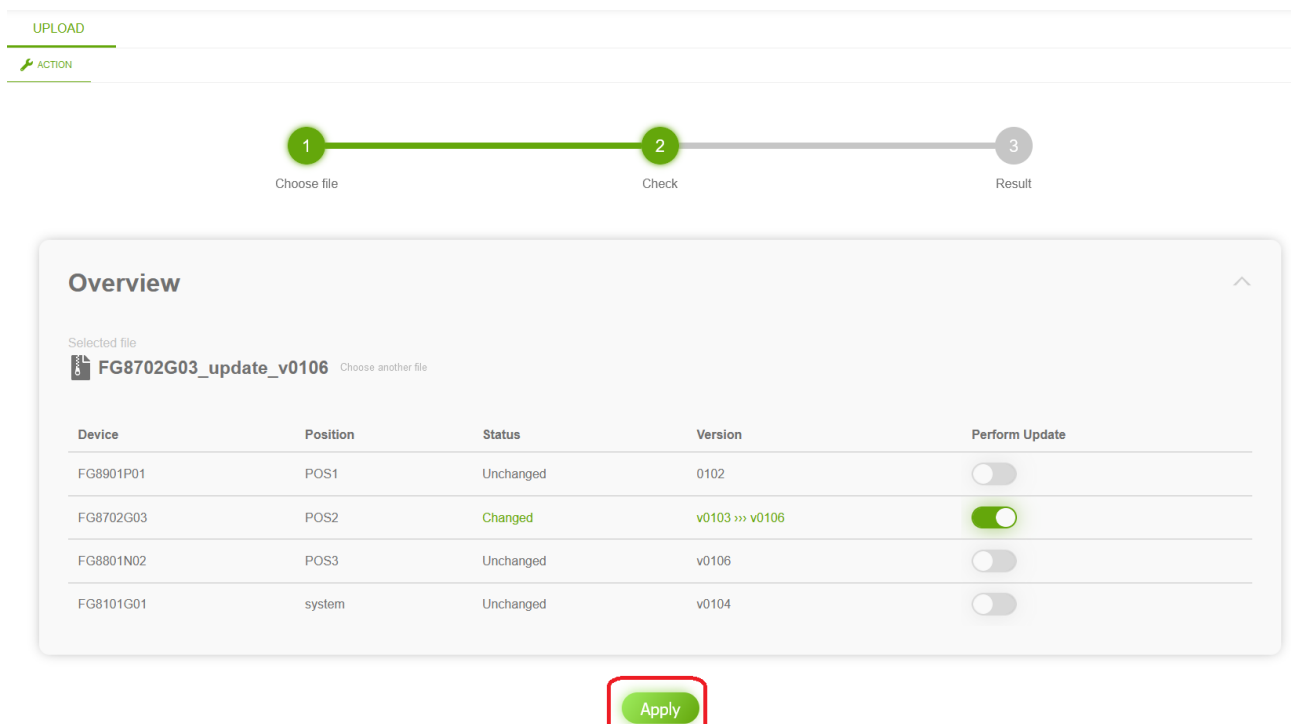 UPLOAD
ACTION
1 2 3
Choose file Check Result
Overview
Selected file
FG8702G03_update_v0106 Choose another file
Device Position Status Version Perform Update
FG8901P01 POS1 Unchanged 0102
FG8702G03 POS2 Changed v0103 ››› v0106
FG8801N02 POS3 Unchanged v0106
FG8101G01 system Unchanged v0104
Apply